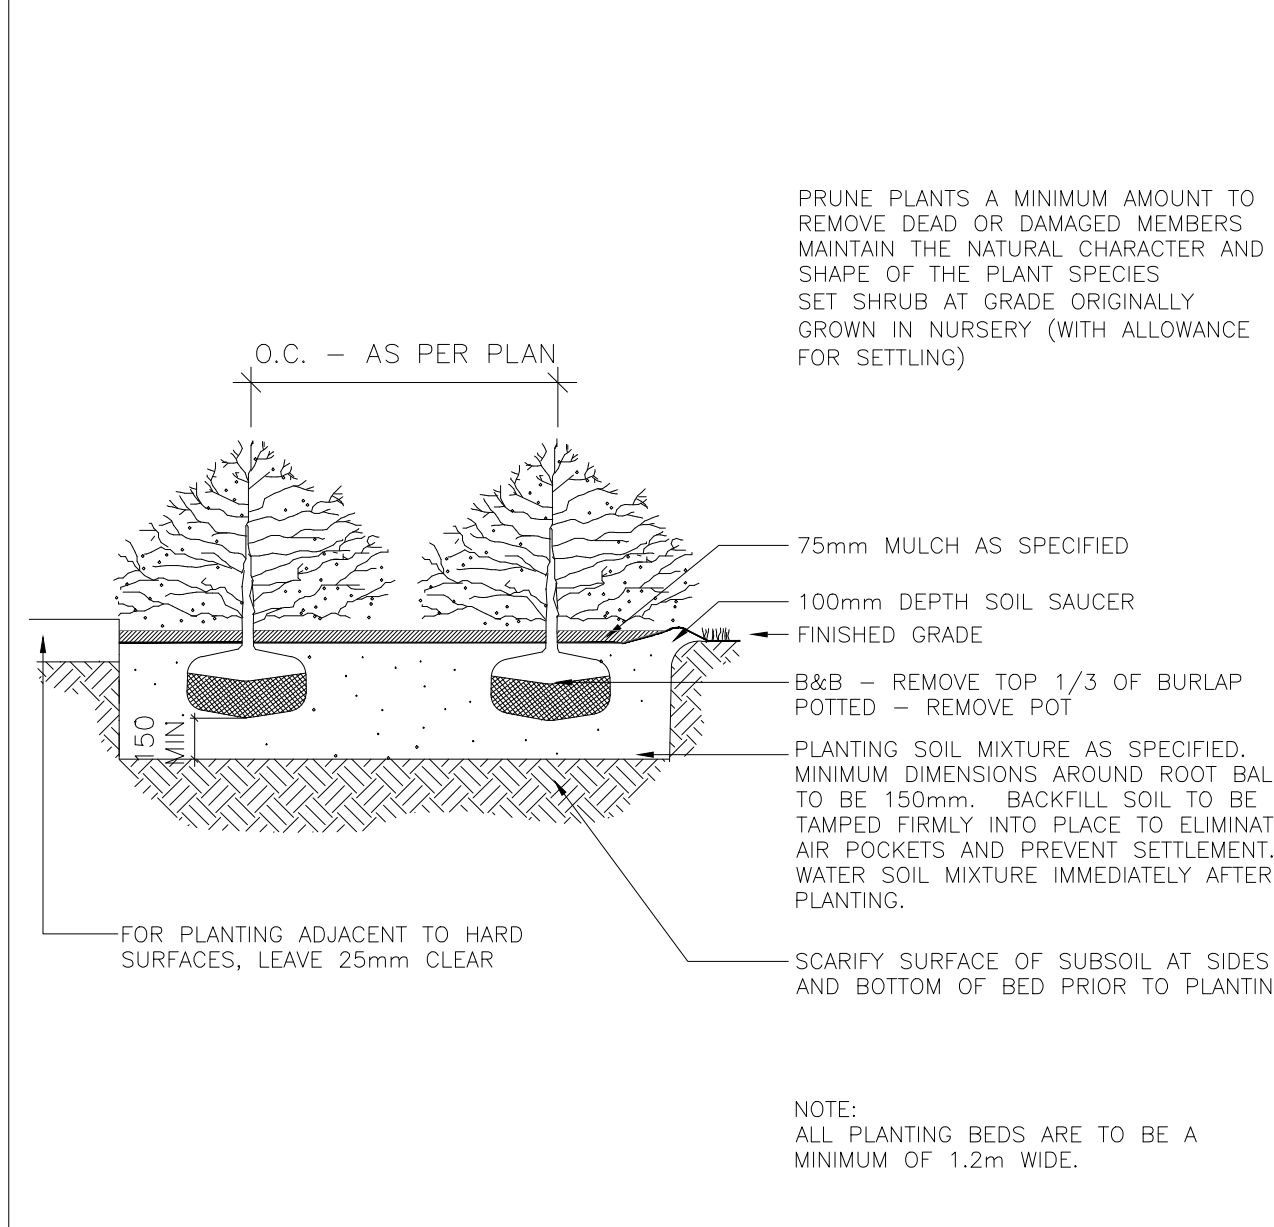 PRUNE PLANTS A MINIMUM AMOUNT TO
REMOVE DEAD OR DAMAGED MEMBERS
MAINTAIN THE NATURAL CHARACTER AND
SHAPE OF THE PLANT SPECIES
SET SHRUB AT GRADE ORIGINALLY
GROWN IN NURSERY (WITH ALLOWANCE
FOR SETTLING)
O.C. – AS PER PLAN
75mm MULCH AS SPECIFIED
100mm DEPTH SOIL SAUCER
FINISHED GRADE
B&B – REMOVE TOP 1/3 OF BURLAP
POTTED – REMOVE POT
150
MIN.
PLANTING SOIL MIXTURE AS SPECIFIED.
MINIMUM DIMENSIONS AROUND ROOT BAL
TO BE 150mm. BACKFILL SOIL TO BE
TAMPED FIRMLY INTO PLACE TO ELIMINAT
AIR POCKETS AND PREVENT SETTLEMENT.
WATER SOIL MIXTURE IMMEDIATELY AFTER
PLANTING.
FOR PLANTING ADJACENT TO HARD
SURFACES, LEAVE 25mm CLEAR
SCARIFY SURFACE OF SUBSOIL AT SIDES
AND BOTTOM OF BED PRIOR TO PLANTIN
NOTE:
ALL PLANTING BEDS ARE TO BE A
MINIMUM OF 1.2m WIDE.